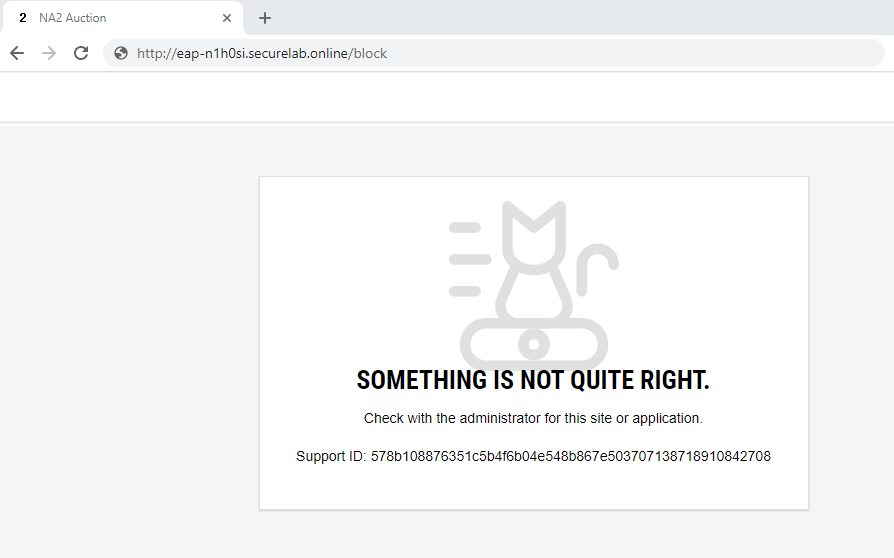 2 NA2 Auction
http://eap-n1h0si.securelab.online/block
SOMETHING IS NOT QUITE RIGHT.
Check with the administrator for this site or application.
Support ID: 578b108876351c5b4f6b04e548b867e503707138718910842708